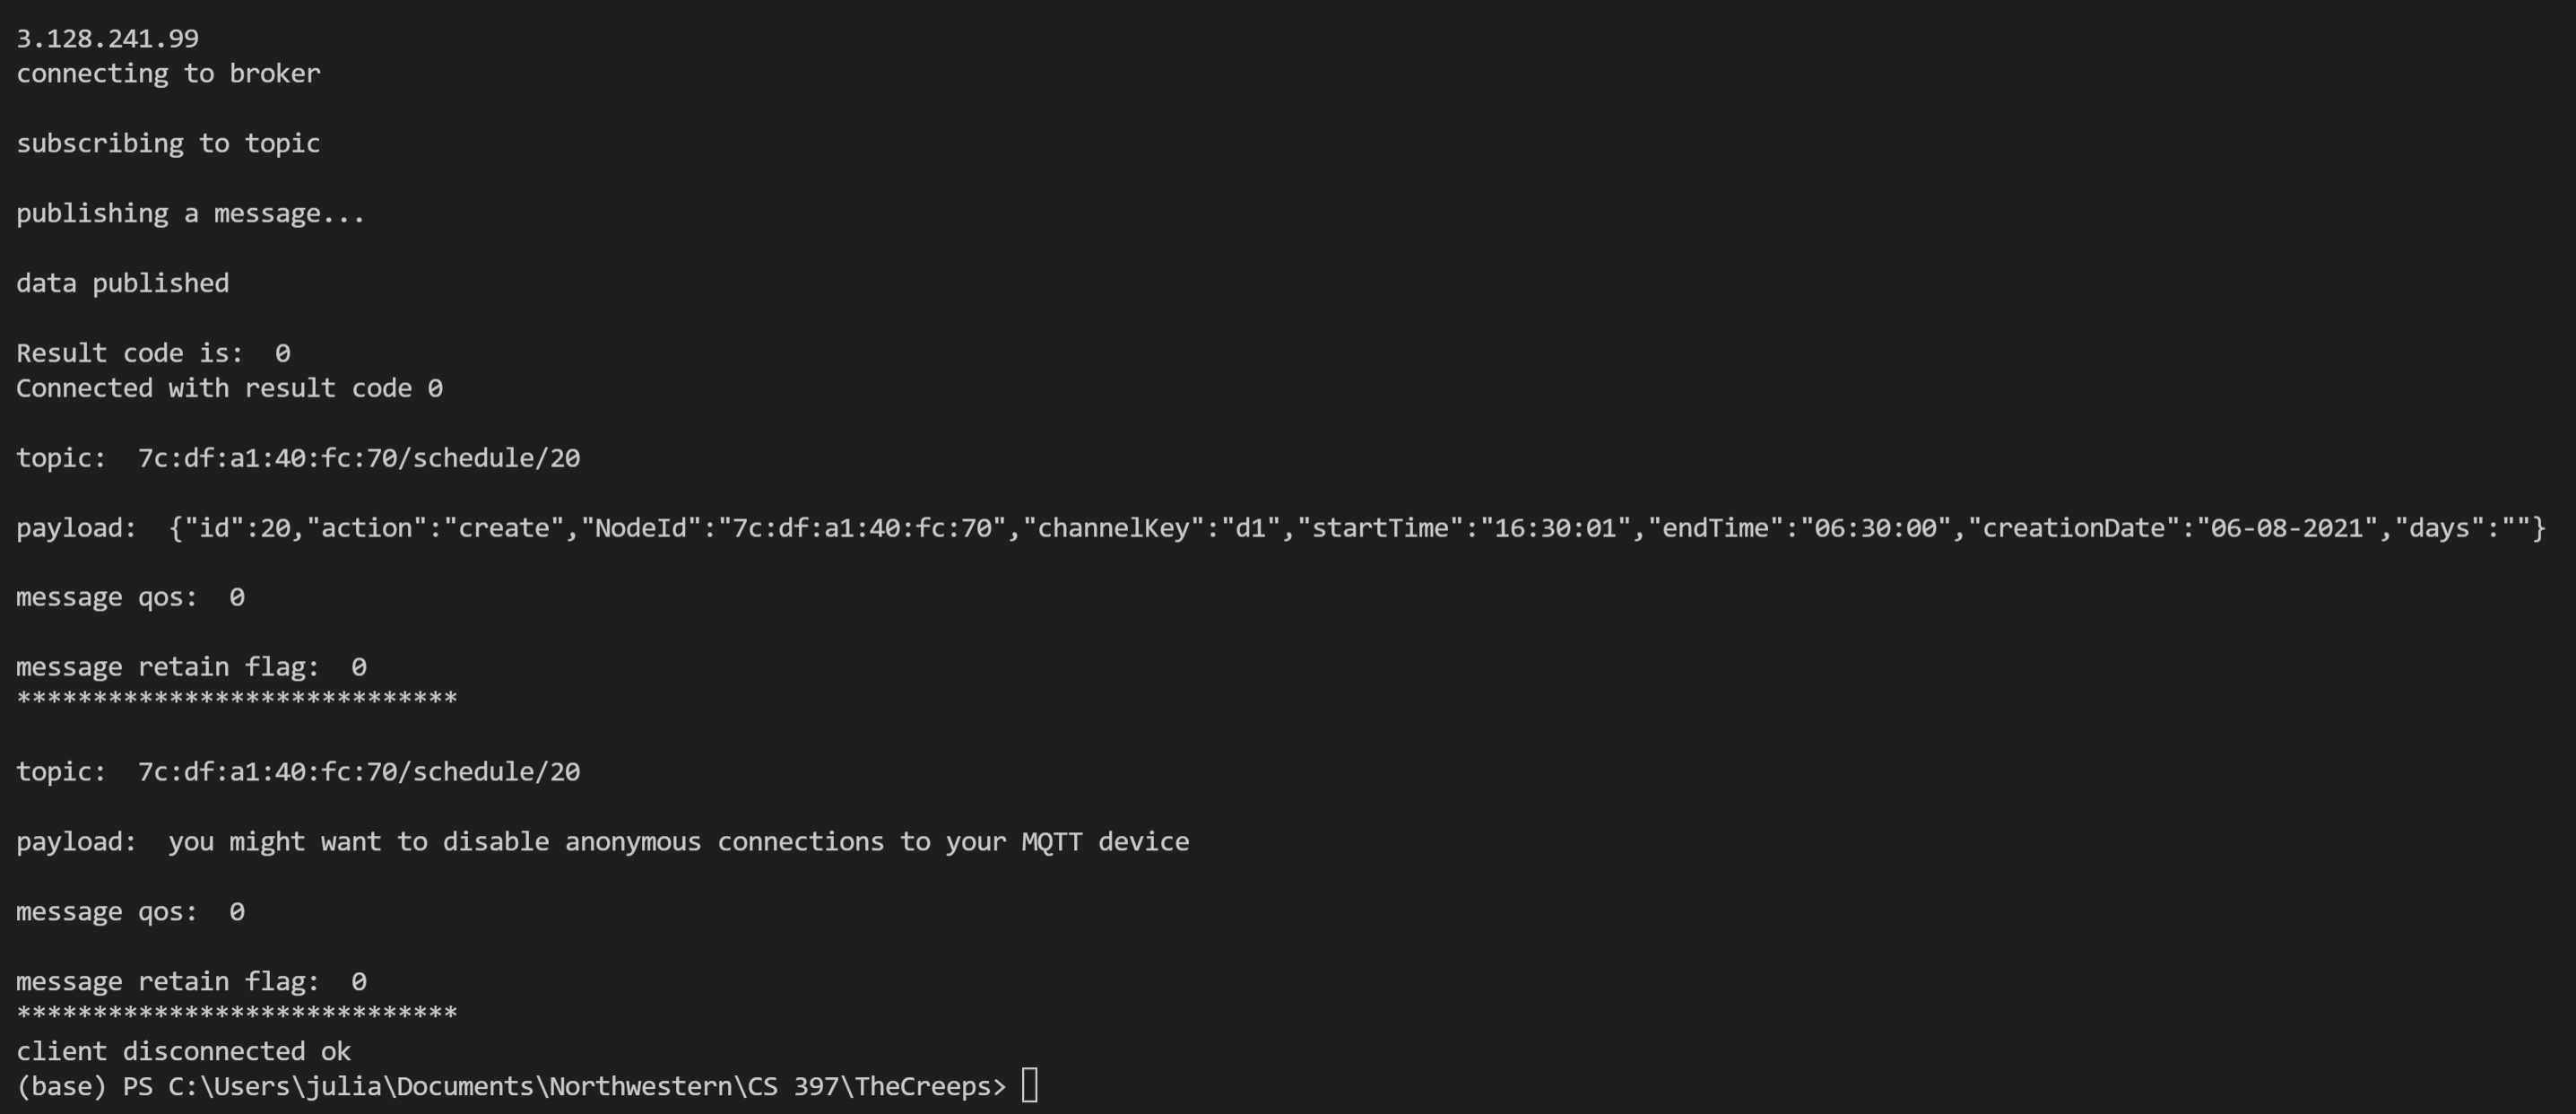 3.128.241.99
connecting to broker
subscribing to topic
publishing a message...
data published
Result code is:  0
Connected with result code 0
topic:  7c:df:a1:40:fc:70/schedule/20
payload:  {"id":20,"action":"create","NodeId":"7c:df:a1:40:fc:70","channelKey":"d1","startTime":"16:30:01","endTime":"06:30:00","creationDate":"06-08-2021","days":""}
message qos:  0
message retain flag:  0
*****************************
topic:  7c:df:a1:40:fc:70/schedule/20
payload:  you might want to disable anonymous connections to your MQTT device
message qos:  0
message retain flag:  0
*****************************
client disconnected ok
(base) PS C:\Users\julia\Documents\Northwestern\CS 397\TheCreeps>